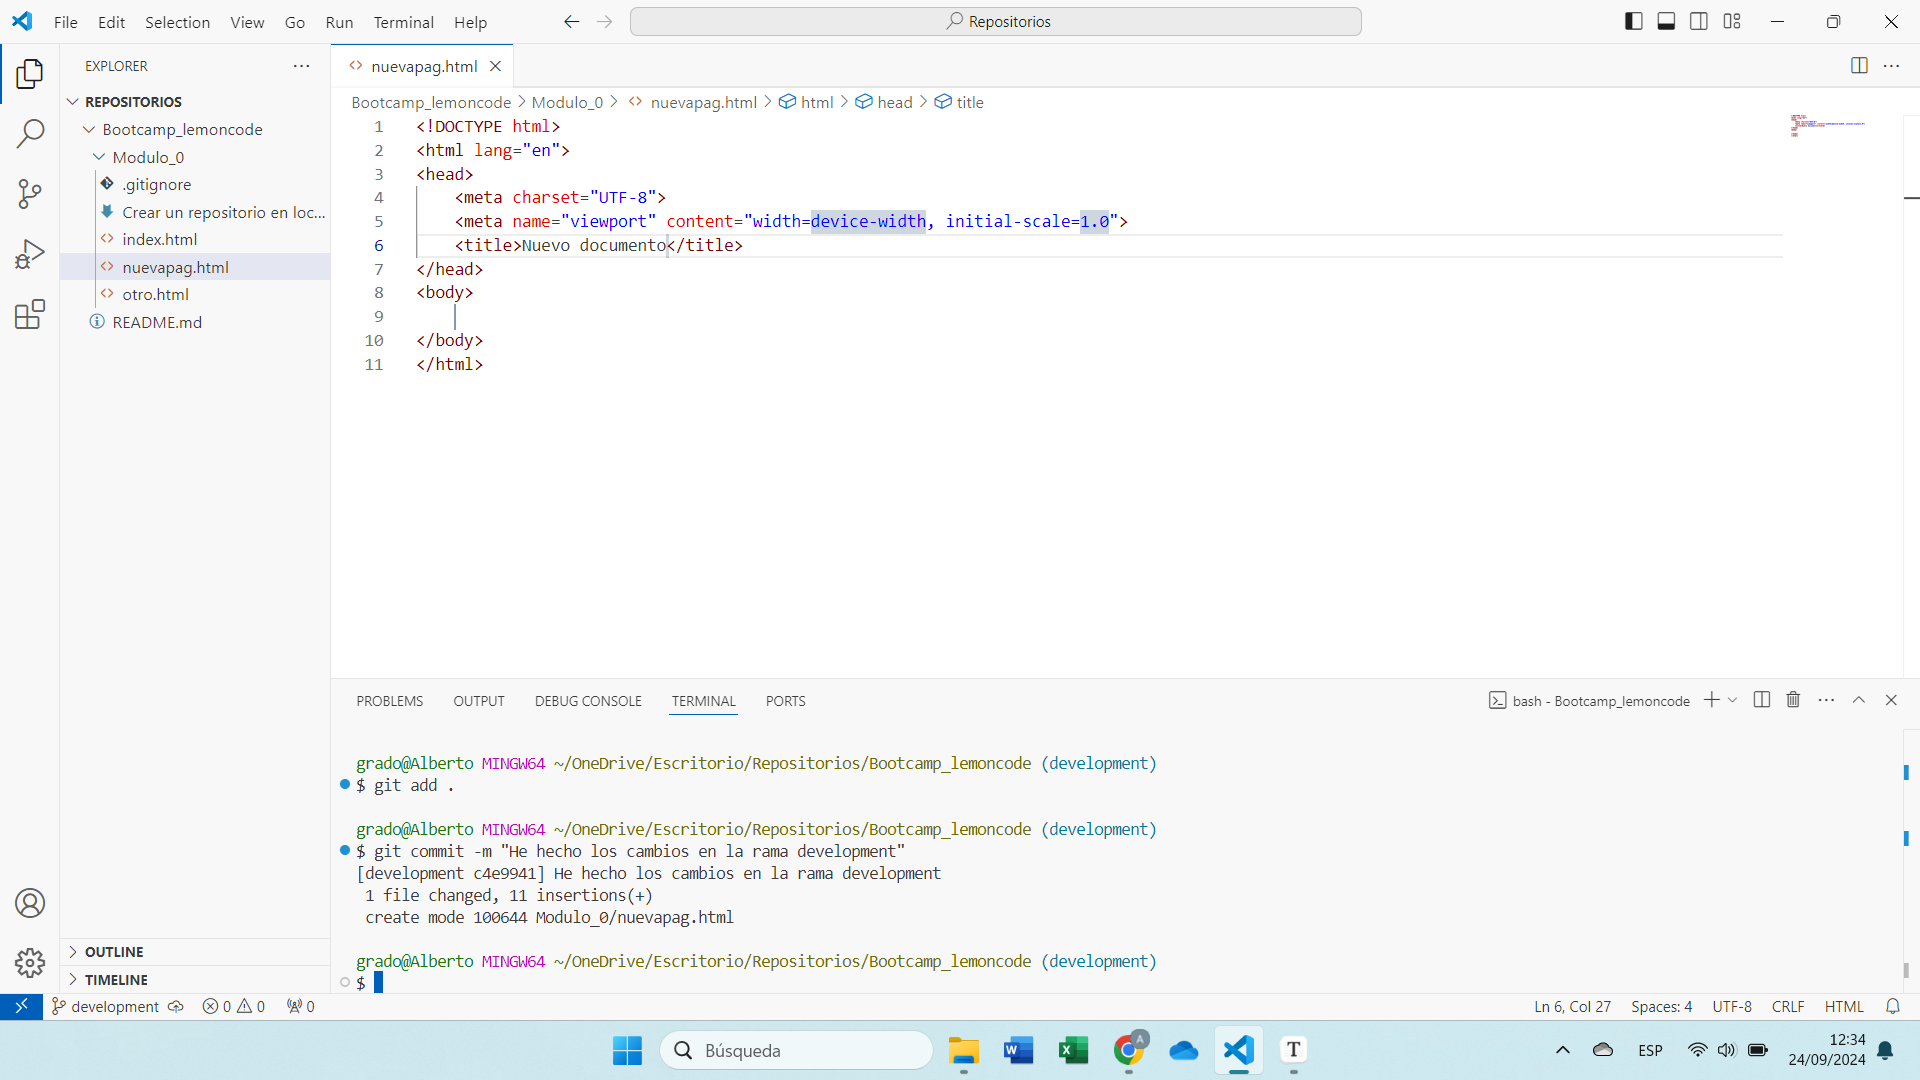 File Edit Selection View Go Run Terminal Help
Repositorios
EXPLORER
REPOSITORIOS
Bootcamp_lemoncode
Modulo_0
.gitignore
Crear un repositorio en loc...
index.html
nuevapag.html
otro.html
README.md
OUTLINE
TIMELINE
nuevapag.html
Bootcamp_lemoncode > Modulo_0 > nuevapag.html > html > head > title
1 <!DOCTYPE html>
2 <html lang="en">
3 <head>
4 <meta charset="UTF-8">
5 <meta name="viewport" content="width=device-width, initial-scale=1.0">
6 <title>Nuevo documento</title>
7 </head>
8 <body>
9
10 </body>
11 </html>
PROBLEMS OUTPUT DEBUG CONSOLE TERMINAL PORTS
bash - Bootcamp_lemoncode
grado@Alberto MINGW64 ~/OneDrive/Escritorio/Repositorios/Bootcamp_lemoncode (development)
$ git add .
grado@Alberto MINGW64 ~/OneDrive/Escritorio/Repositorios/Bootcamp_lemoncode (development)
$ git commit -m "He hecho los cambios en la rama development"
[development c4e9941] He hecho los cambios en la rama development
1 file changed, 11 insertions(+)
create mode 100644 Modulo_0/nuevapag.html
grado@Alberto MINGW64 ~/OneDrive/Escritorio/Repositorios/Bootcamp_lemoncode (development)
$
development 0 0 0
Ln 6, Col 27 Spaces: 4 UTF-8 CRLF HTML
Búsqueda
A
T
ESP
12:34
24/09/2024